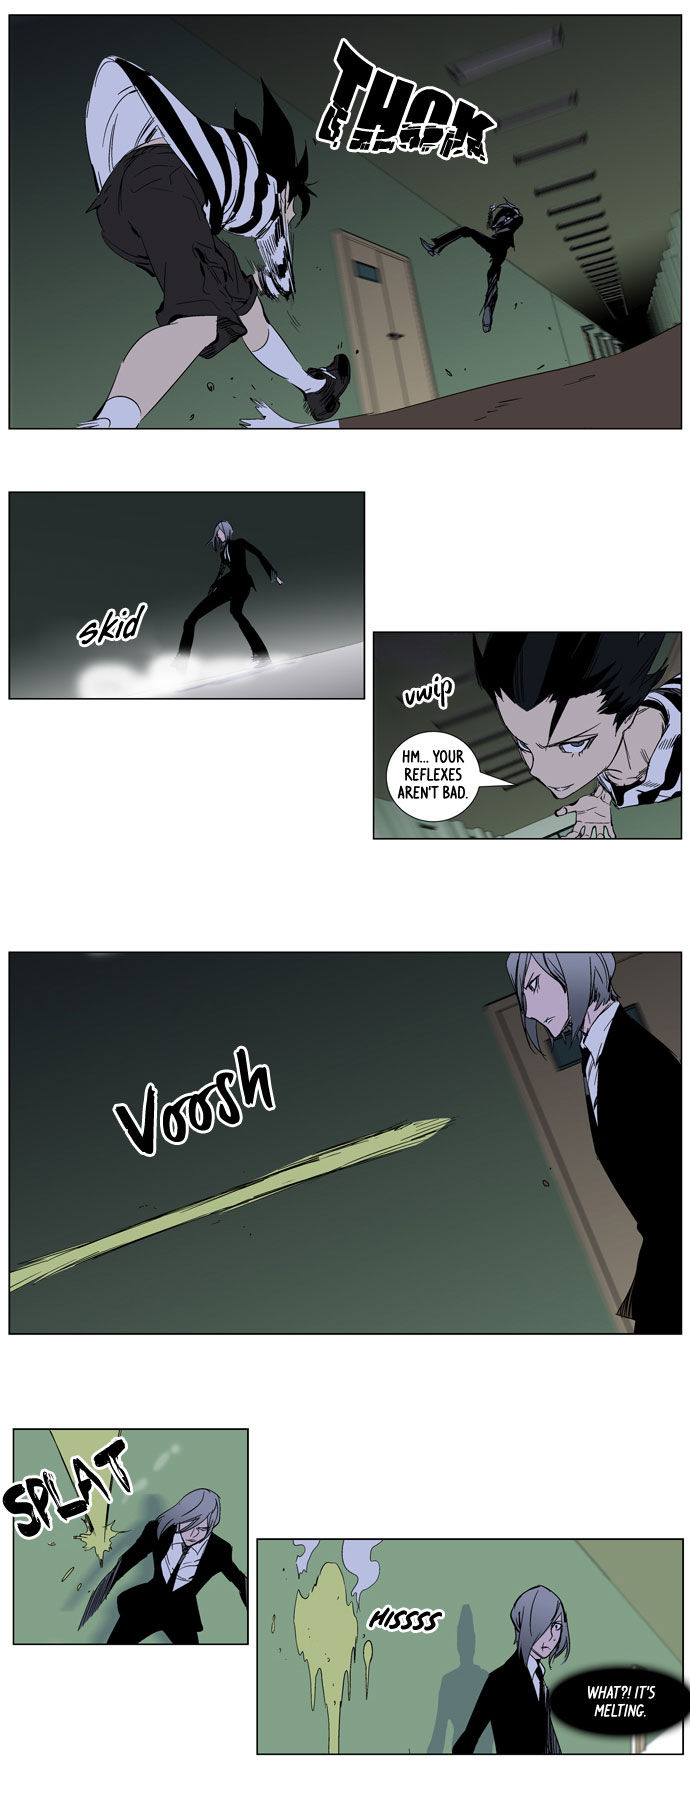 THOK
skid
vwip
HM... YOUR
REFLEXES
AREN'T BAD.
Voosh
SPLAT
HISSSS
WHAT?! IT'S
MELTING.